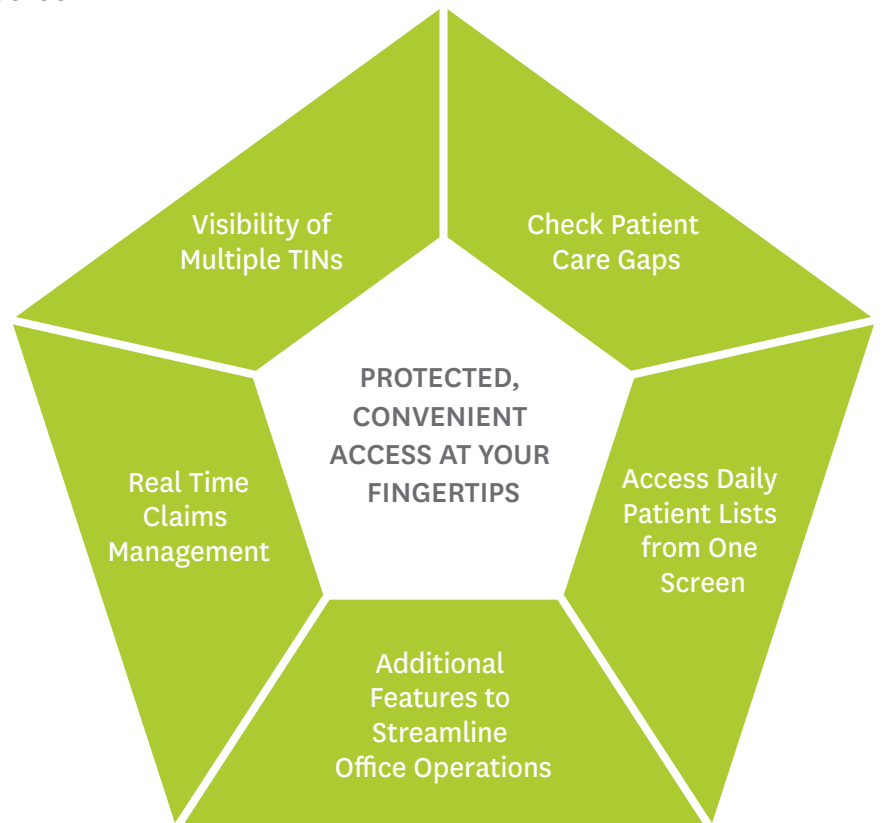 Visibility of
Multiple TINs
Check Patient
Care Gaps
PROTECTED,
CONVENIENT
ACCESS AT YOUR
FINGERTIPS
Real Time
Claims
Management
Access Daily
Patient Lists
from One
Screen
Additional
Features to
Streamline
Office Operations